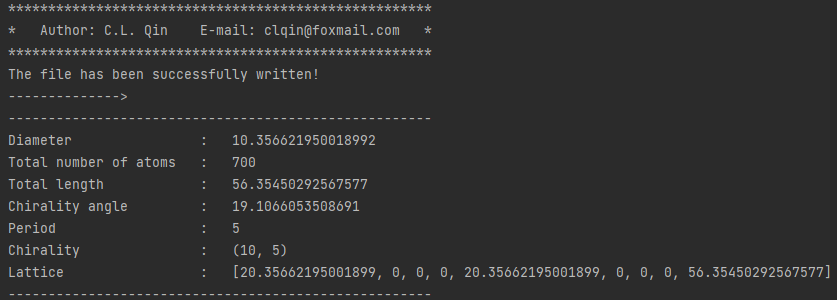 *****************************************************
*   Author: C.L. Qin    E-mail: clqin@foxmail.com   *
*****************************************************
The file has been successfully written!
-------------->
-----------------------------------------------------
Diameter                :   10.356621950018992
Total number of atoms   :   700
Total length            :   56.35450292567577
Chirality angle         :   19.1066053508691
Period                  :   5
Chirality               :   (10, 5)
Lattice                 :   [20.35662195001899, 0, 0, 0, 20.35662195001899, 0, 0, 0, 56.35450292567577]
-----------------------------------------------------